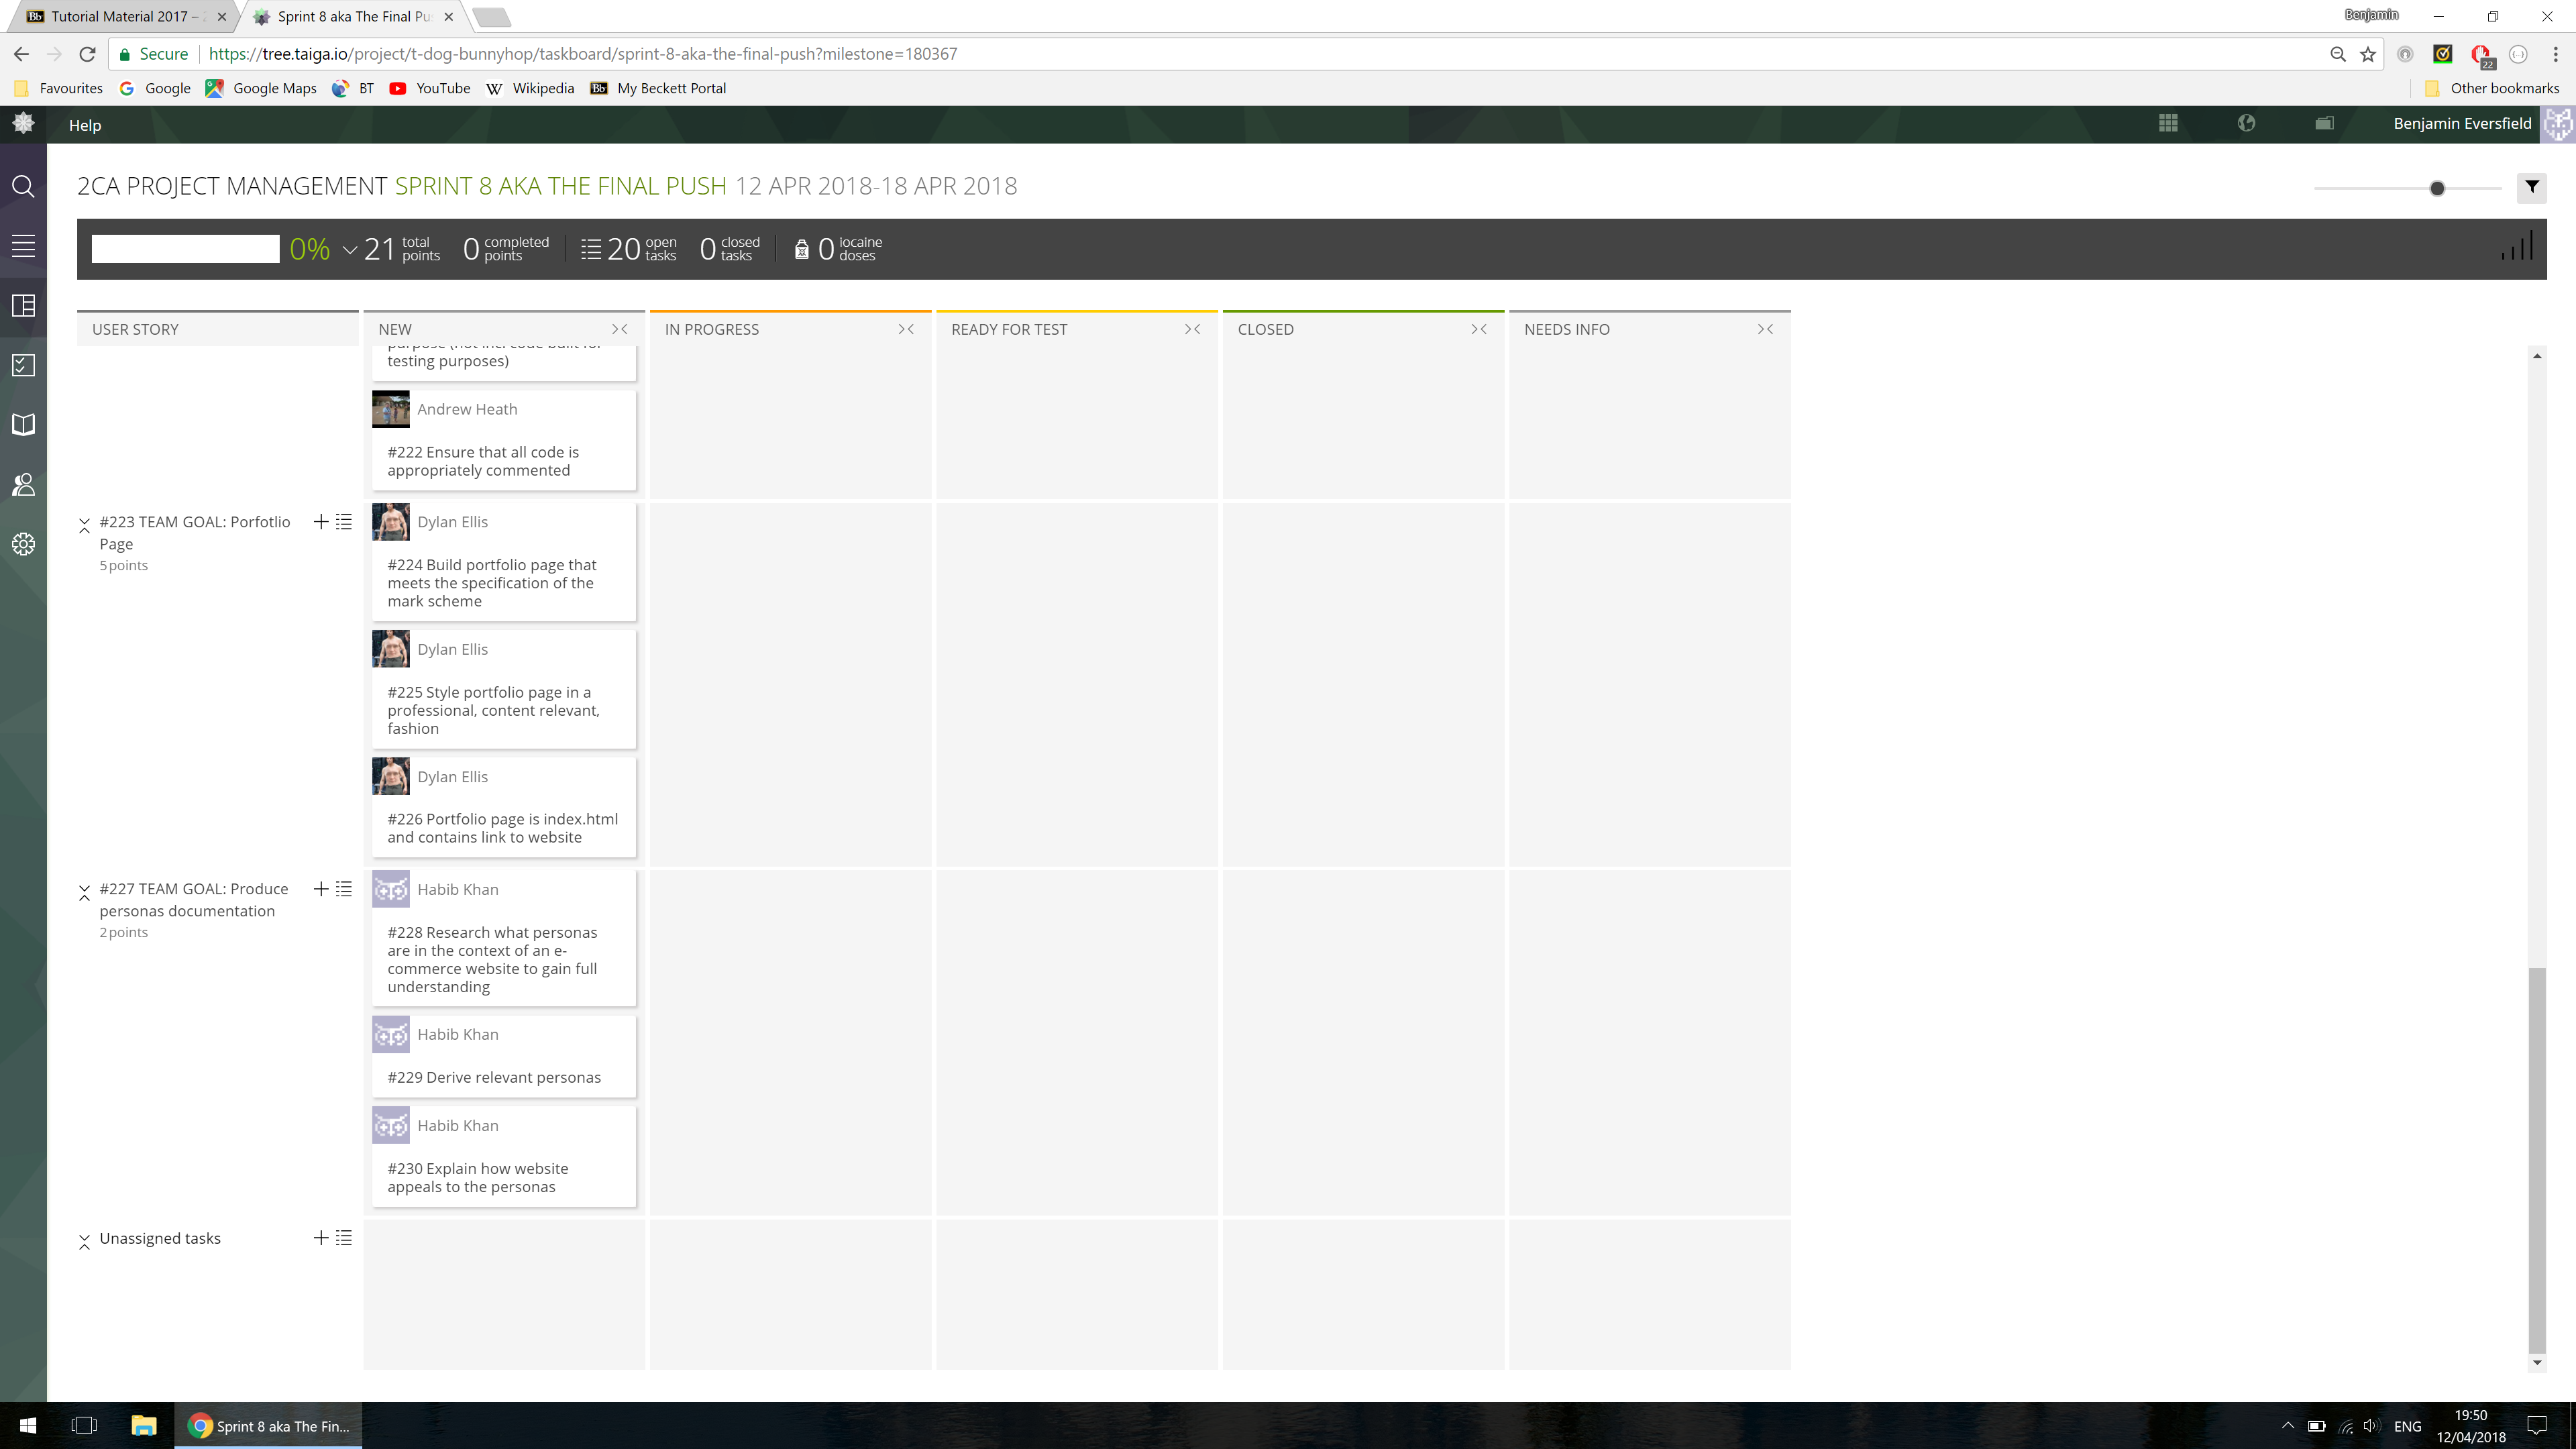 Tutorial Material 2017 –
Sprint 8 aka The Final Pu
Benjamin
Secure
https://tree.taiga.io/project/t-dog-bunnyhop/taskboard/sprint-8-aka-the-final-push?milestone=180367
22
Favourites Google Google Maps BT YouTube Wikipedia My Beckett Portal Other bookmarks
Help
Benjamin Eversfield
2CA PROJECT MANAGEMENT SPRINT 8 AKA THE FINAL PUSH 12 APR 2018-18 APR 2018
0% 21 total points 0 completed points 20 open tasks 0 closed tasks 0 iocaine doses
USER STORY NEW IN PROGRESS READY FOR TEST CLOSED NEEDS INFO
purpose (not inc. code built for
testing purposes)
Andrew Heath
#222 Ensure that all code is
appropriately commented
#223 TEAM GOAL: Porfotlio
Page
5 points
Dylan Ellis
#224 Build portfolio page that
meets the specification of the
mark scheme
Dylan Ellis
#225 Style portfolio page in a
professional, content relevant,
fashion
Dylan Ellis
#226 Portfolio page is index.html
and contains link to website
#227 TEAM GOAL: Produce
personas documentation
2 points
Habib Khan
#228 Research what personas
are in the context of an e-
commerce website to gain full
understanding
Habib Khan
#229 Derive relevant personas
Habib Khan
#230 Explain how website
appeals to the personas
Unassigned tasks
Sprint 8 aka The Fin...
ENG
19:50
12/04/2018